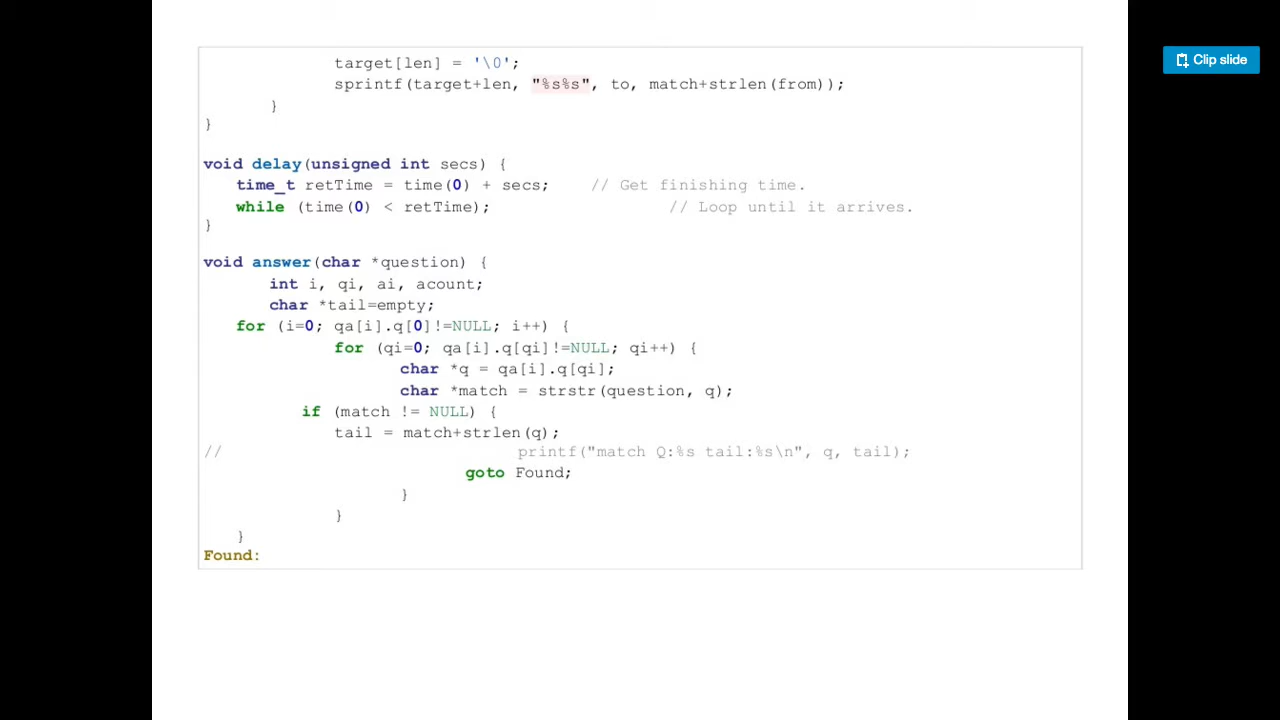 target[len] = '\0';
sprintf(target+len, "%s%s", to, match+strlen(from));
}
}
void delay(unsigned int secs) {
time_t retTime = time(0) + secs; // Get finishing time.
while (time(0) < retTime); // Loop until it arrives.
}
void answer(char *question) {
int i, qi, ai, acount;
char *tail=empty;
for (i=0; qa[i].q[0]!=NULL; i++) {
for (qi=0; qa[i].q[qi]!=NULL; qi++) {
char *q = qa[i].q[qi];
char *match = strstr(question, q);
if (match != NULL) {
tail = match+strlen(q);
// printf("match Q:%s tail:%s\n", q, tail);
goto Found;
}
}
}
Found:
Clip slide